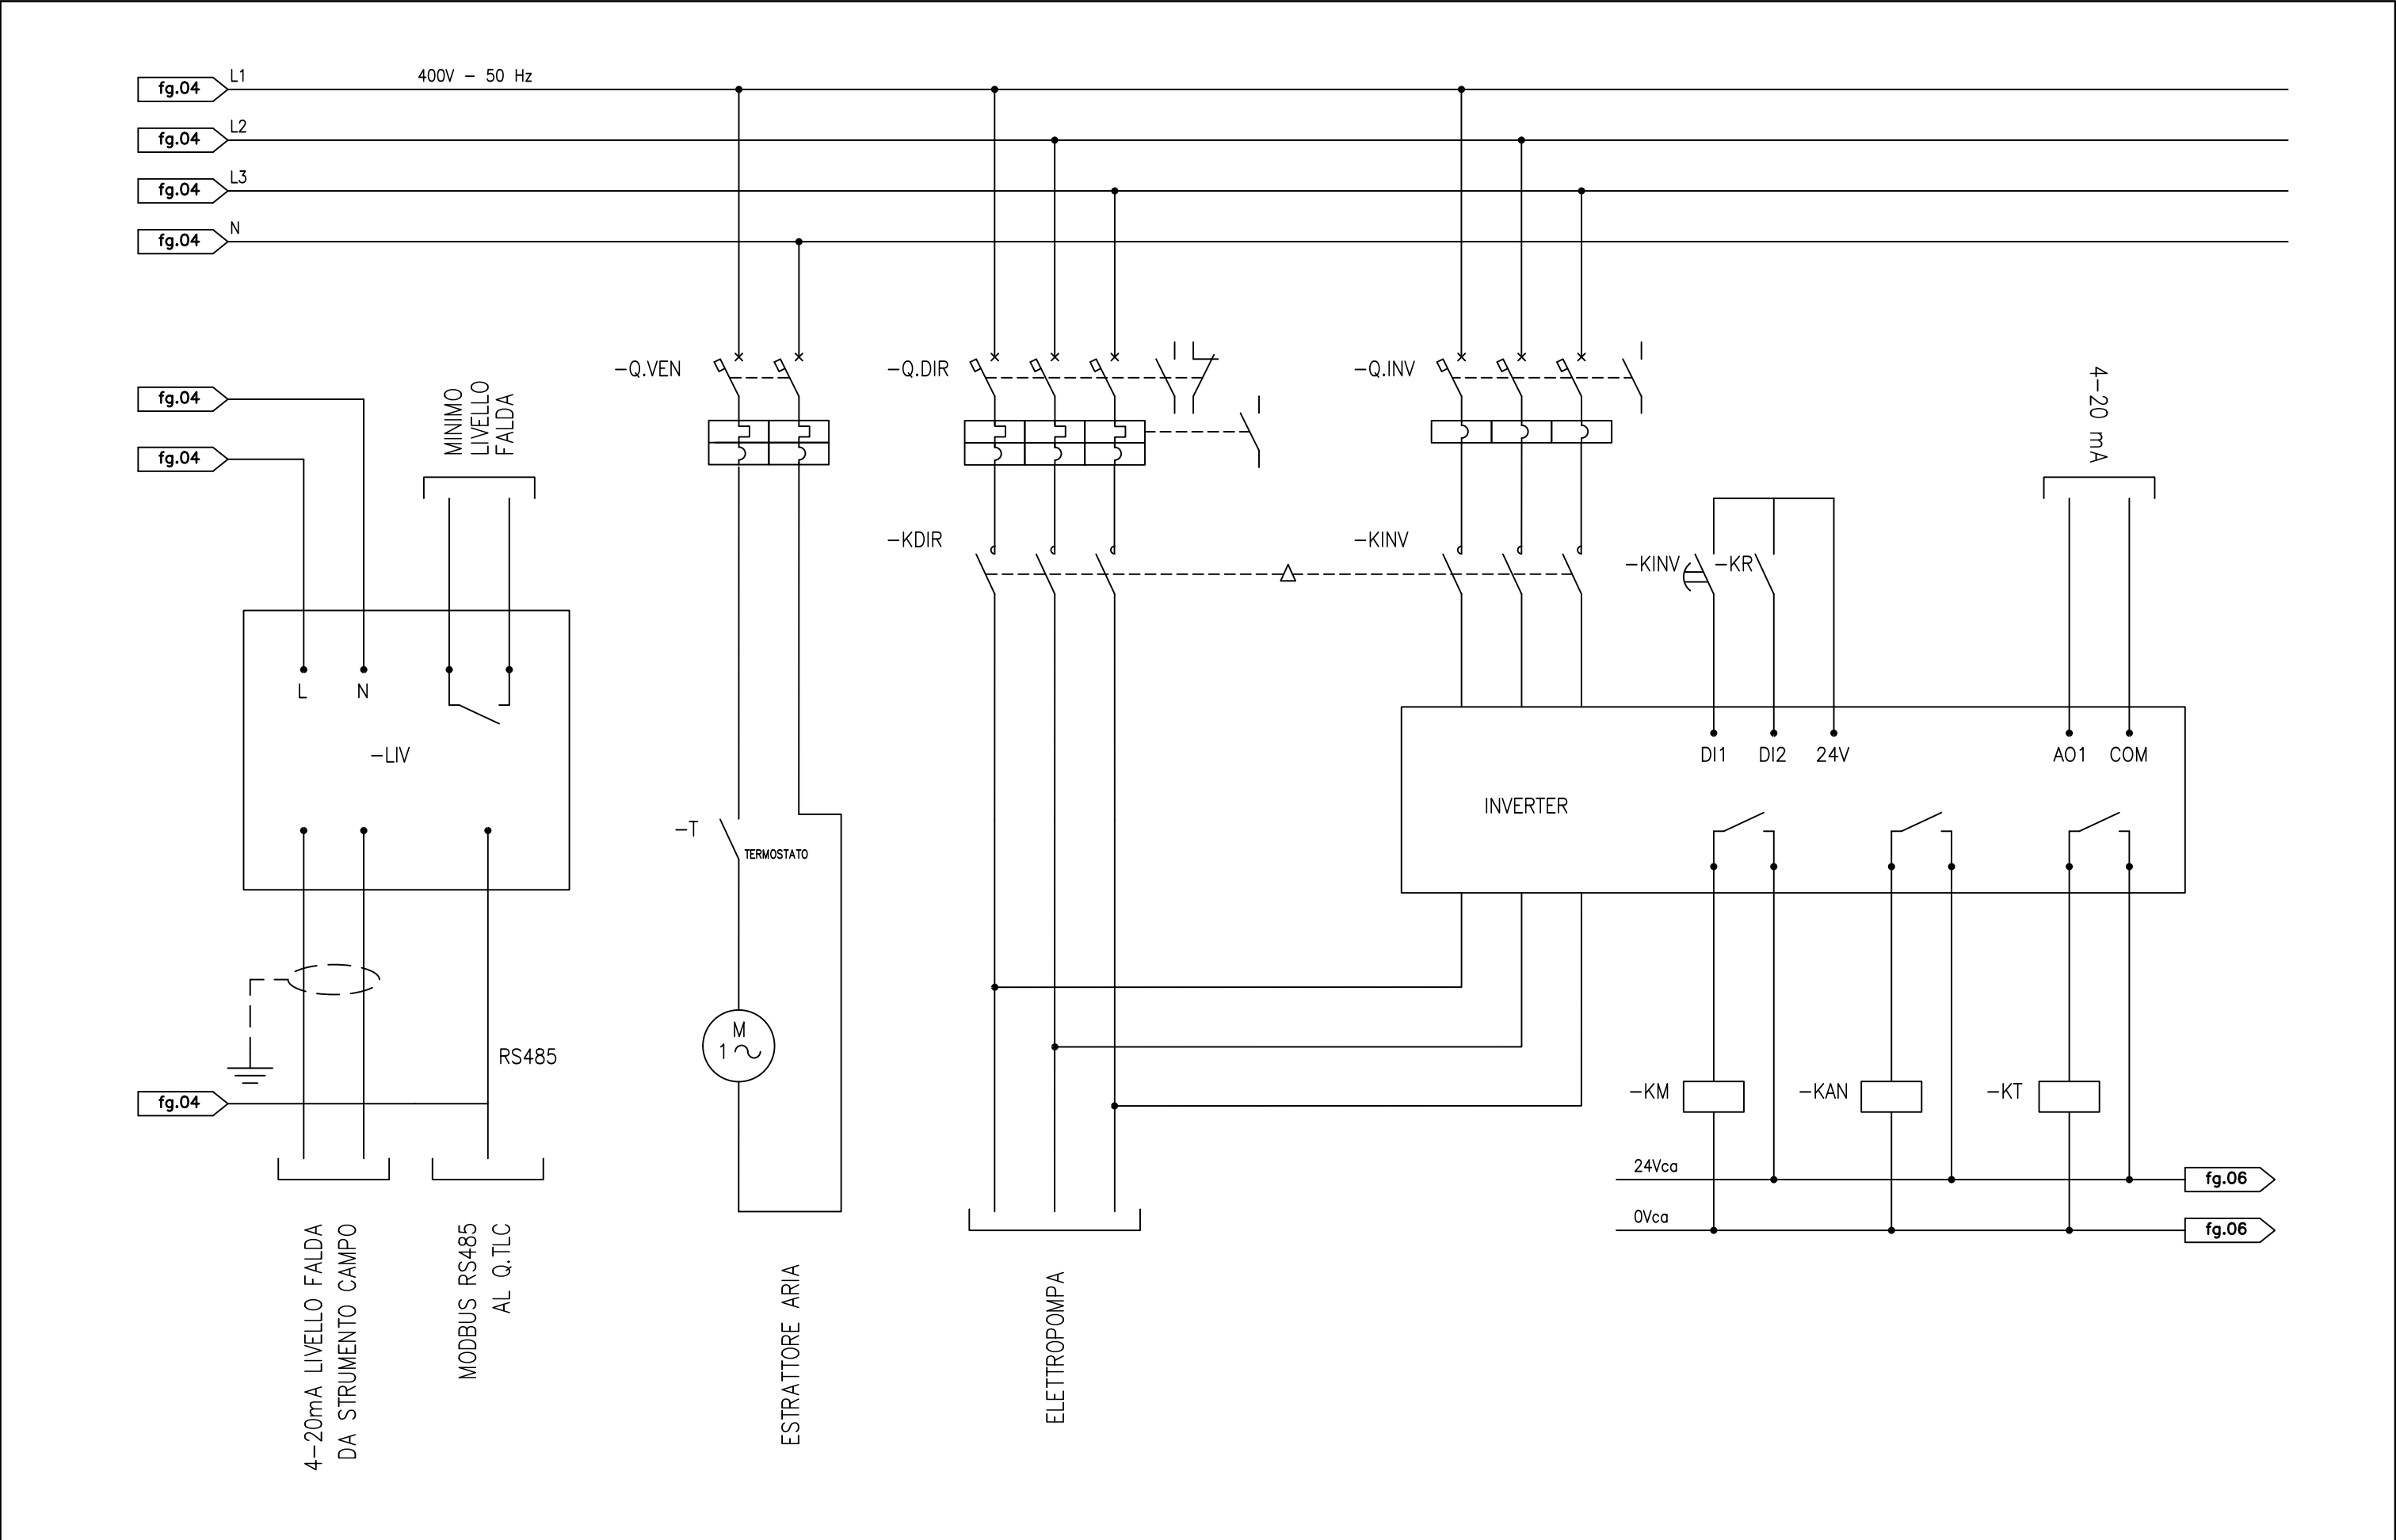 fg.04
L1
400V – 50 Hz
fg.04
L2
fg.04
L3
fg.04
N
–Q.VEN
–Q.DIR
–Q.INV
fg.04
fg.04
MINIMO
LIVELLO
FALDA
4–20 mA
–KDIR
–KINV
–KINV
–KR
L
N
–LIV
DI1
DI2
24V
AO1
COM
INVERTER
–T
TERMOSTATO
M
1
RS485
fg.04
–KM
–KAN
–KT
24Vca
fg.06
0Vca
fg.06
4–20mA LIVELLO FALDA
DA STRUMENTO CAMPO
MODBUS RS485
AL Q.TLC
ESTRATTORE ARIA
ELETTROPOMPA